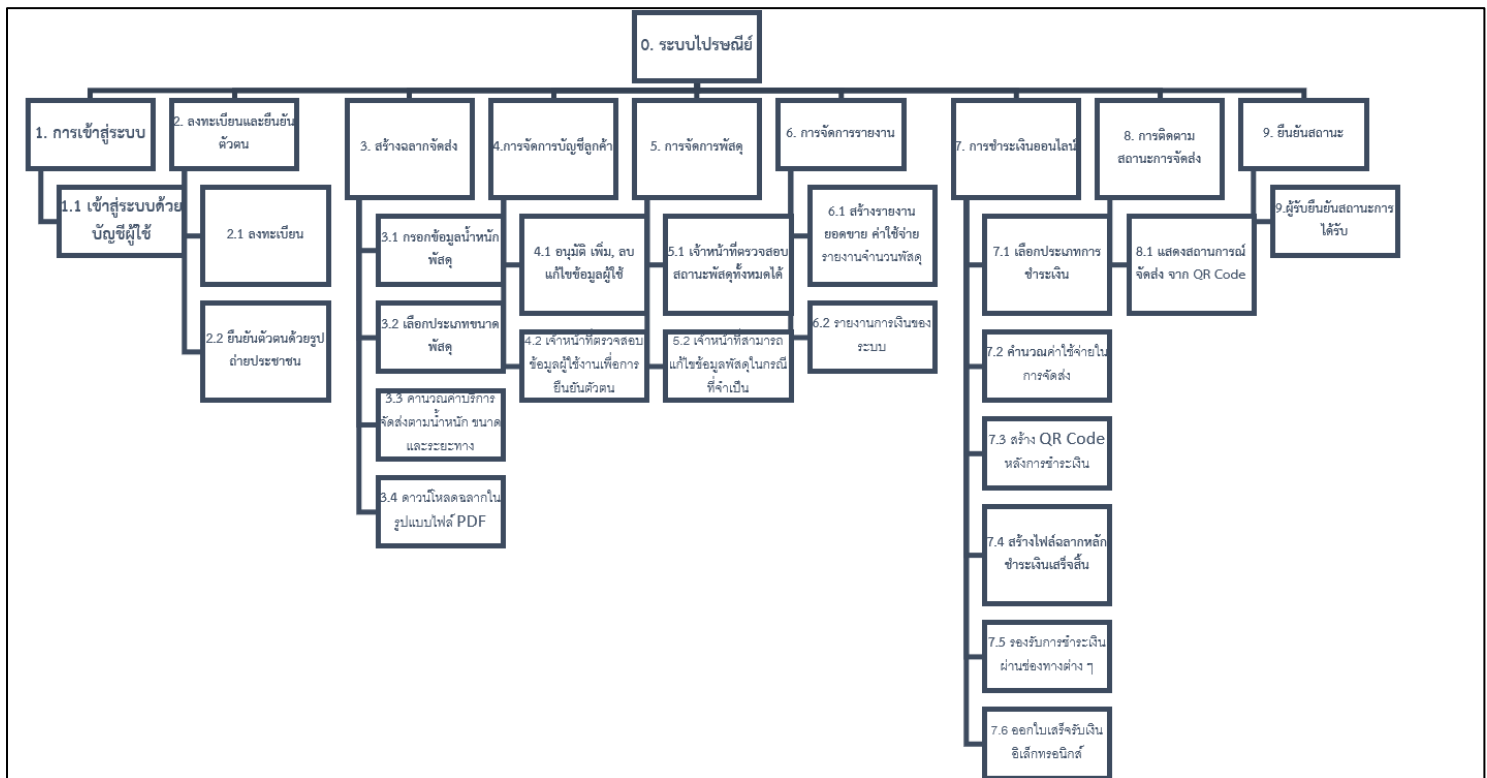 0. ระบบไปรษณีย์
1. การเข้าสู่ระบบ
1.1 เข้าสู่ระบบด้วย
บัญชีผู้ใช้
2. ลงทะเบียนและยืนยัน
ตัวตน
2.1 ลงทะเบียน
2.2 ยืนยันตัวตนด้วยรูป
ถ่ายประชาชน
3. สร้างฉลากจัดส่ง
3.1 กรอกข้อมูลน้ำหนัก
พัสดุ
3.2 เลือกประเภทขนาด
พัสดุ
3.3 คำนวณค่าบริการ
จัดส่งตามน้ำหนัก ขนาด
และระยะทาง
3.4 ดาวน์โหลดฉลากใน
รูปแบบไฟล์ PDF
4.การจัดการบัญชีลูกค้า
4.1 อนุมัติ เพิ่ม, ลบ
แก้ไขข้อมูลผู้ใช้
4.2 เจ้าหน้าที่ตรวจสอบ
ข้อมูลผู้ใช้งานเพื่อการ
ยืนยันตัวตน
5. การจัดการพัสดุ
5.1 เจ้าหน้าที่ตรวจสอบ
สถานะพัสดุทั้งหมดได้
5.2 เจ้าหน้าที่สามารถ
แก้ไขข้อมูลพัสดุในกรณี
ที่จำเป็น
6. การจัดการรายงาน
6.1 สร้างรายงาน
ยอดขาย ค่าใช้จ่าย
รายงานจำนวนพัสดุ
6.2 รายงานการเงินของ
ระบบ
7. การชำระเงินออนไลน์
7.1 เลือกประเภทการ
ชำระเงิน
7.2 คำนวณค่าใช้จ่ายใน
การจัดส่ง
7.3 สร้าง QR Code
หลังการชำระเงิน
7.4 สร้างไฟล์ฉลากหลัก
ชำระเงินเสร็จสิ้น
7.5 รองรับการชำระเงิน
ผ่านช่องทางต่าง ๆ
7.6 ออกใบเสร็จรับเงิน
อิเล็กทรอนิกส์
8. การติดตาม
สถานะการจัดส่ง
8.1 แสดงสถานการณ์
จัดส่ง จาก QR Code
9. ยืนยันสถานะ
9.ผู้รับยืนยันสถานะการ
ได้รับ